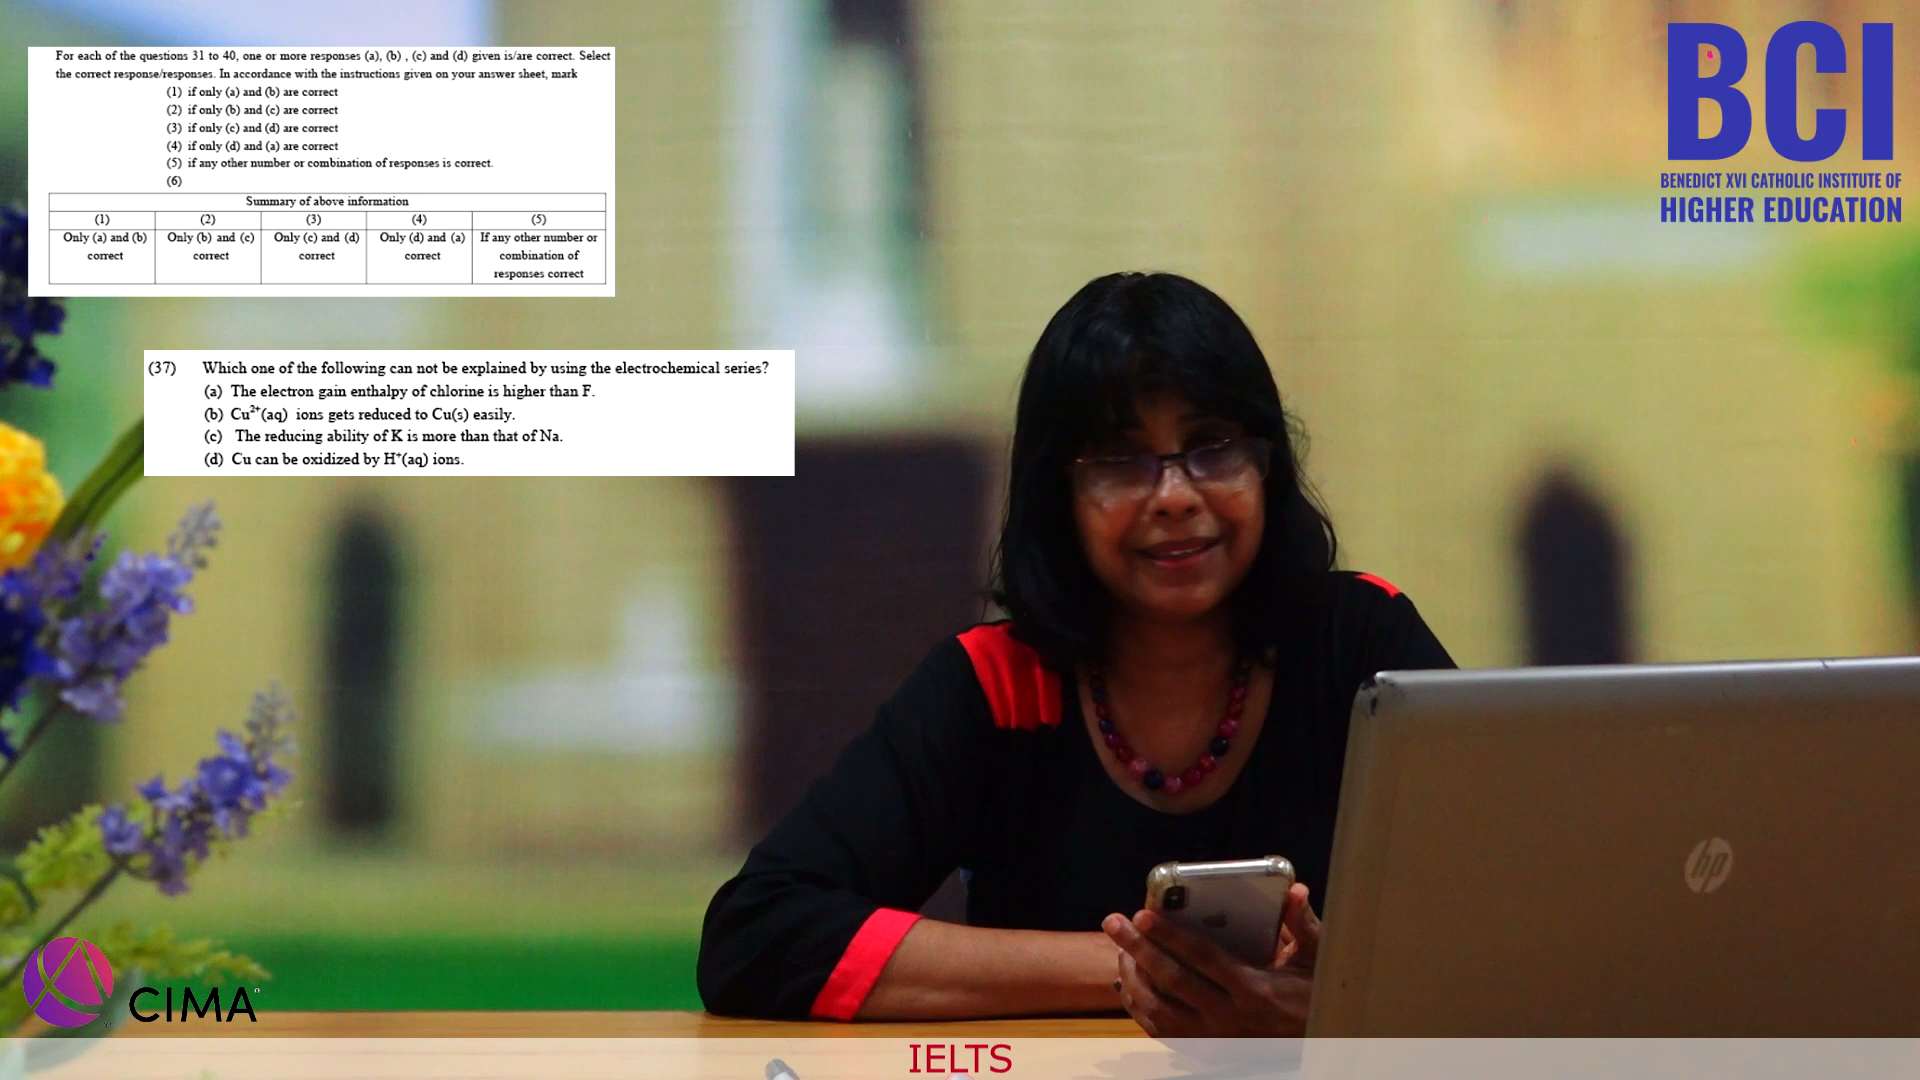 For each of the questions 31 to 40, one or more responses (a), (b) , (c) and (d) given is/are correct. Select
the correct response/responses. In accordance with the instructions given on your answer sheet, mark
(1) if only (a) and (b) are correct
(2) if only (b) and (c) are correct
(3) if only (c) and (d) are correct
(4) if only (d) and (a) are correct
(5) if any other number or combination of responses is correct.
(6)
Summary of above information
(1) (2) (3) (4) (5)
Only (a) and (b) Only (b) and (c) Only (c) and (d) Only (d) and (a) If any other number or
correct correct correct correct combination of
responses correct
(37) Which one of the following can not be explained by using the electrochemical series?
(a) The electron gain enthalpy of chlorine is higher than F.
(b) Cu²⁺(aq) ions gets reduced to Cu(s) easily.
(c) The reducing ability of K is more than that of Na.
(d) Cu can be oxidized by H⁺(aq) ions.
BCI
BENEDICT XVI CATHOLIC INSTITUTE OF
HIGHER EDUCATION
hp
CIMA
IELTS